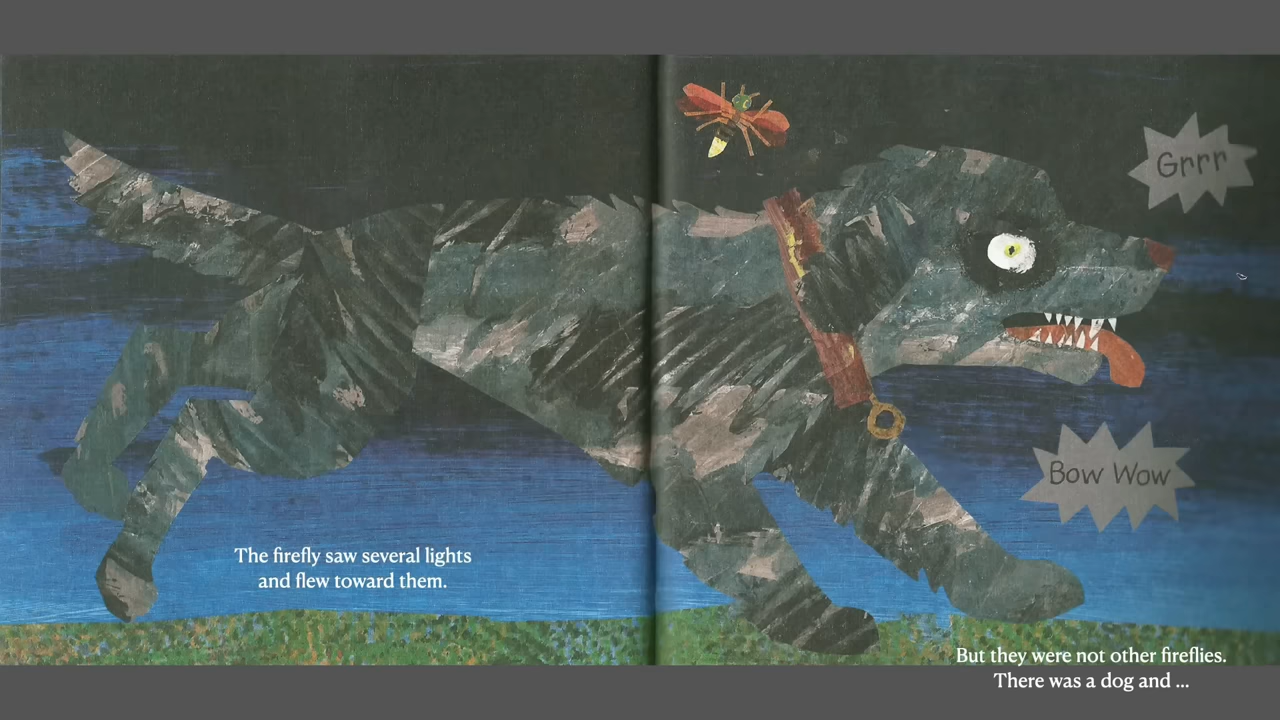 The firefly saw several lights
and flew toward them.
Grrr
Bow Wow
But they were not other fireflies.
There was a dog and ...